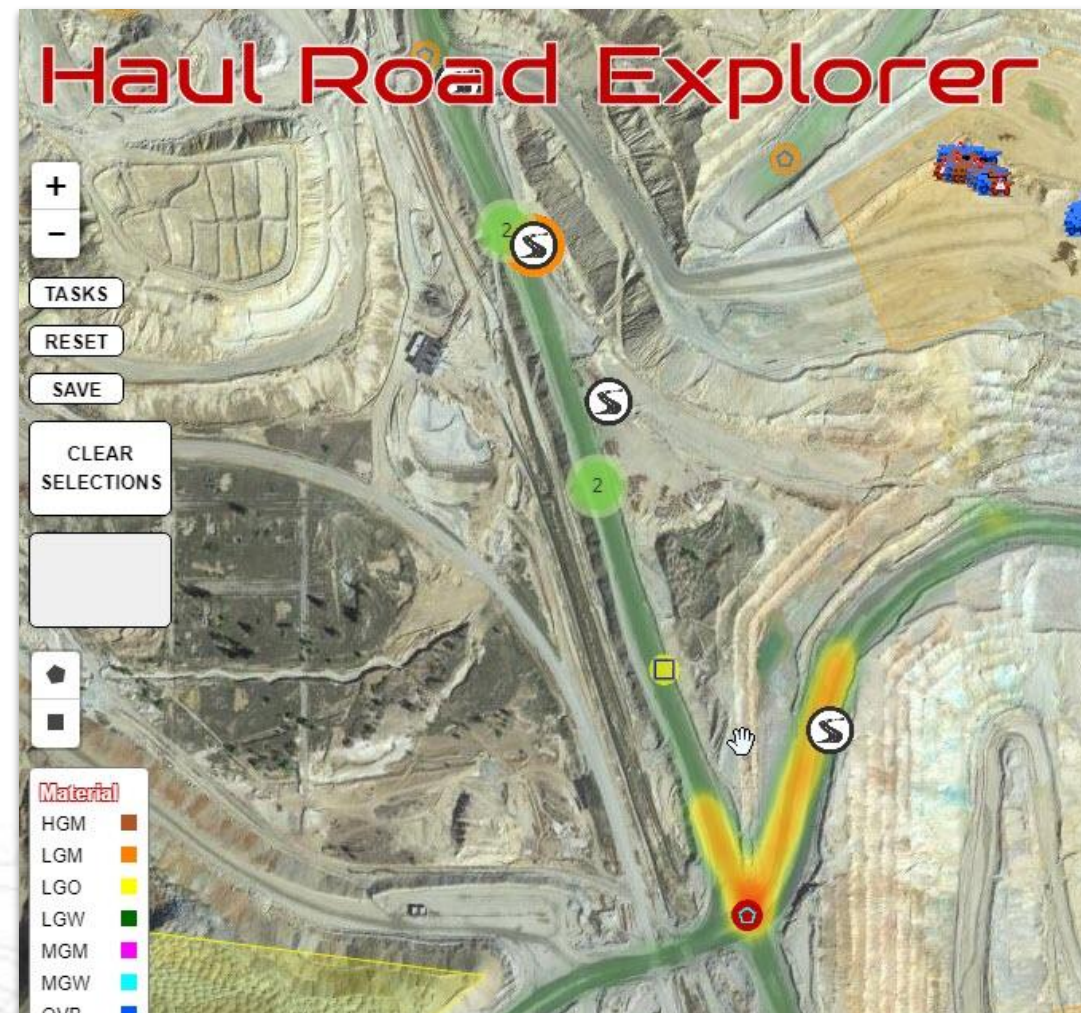 Haul Road Explorer
+
2
−
TASKS
RESET
SAVE
CLEAR
SELECTIONS
2
Material
HGM
LGM
LGO
LGW
MGM
MGW